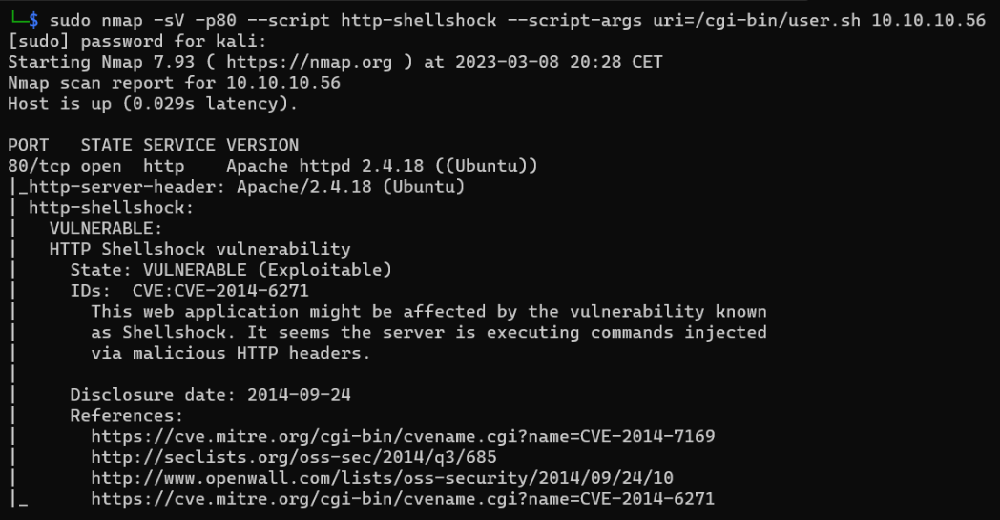 └─$ sudo nmap -sV -p80 --script http-shellshock --script-args uri=/cgi-bin/user.sh 10.10.10.56
[sudo] password for kali:
Starting Nmap 7.93 ( https://nmap.org ) at 2023-03-08 20:28 CET
Nmap scan report for 10.10.10.56
Host is up (0.029s latency).

PORT   STATE SERVICE VERSION
80/tcp open  http    Apache httpd 2.4.18 ((Ubuntu))
|_http-server-header: Apache/2.4.18 (Ubuntu)
| http-shellshock:
|   VULNERABLE:
|   HTTP Shellshock vulnerability
|     State: VULNERABLE (Exploitable)
|     IDs:  CVE:CVE-2014-6271
|       This web application might be affected by the vulnerability known
|       as Shellshock. It seems the server is executing commands injected
|       via malicious HTTP headers.
|
|     Disclosure date: 2014-09-24
|     References:
|       https://cve.mitre.org/cgi-bin/cvename.cgi?name=CVE-2014-7169
|       http://seclists.org/oss-sec/2014/q3/685
|       http://www.openwall.com/lists/oss-security/2014/09/24/10
|_      https://cve.mitre.org/cgi-bin/cvename.cgi?name=CVE-2014-6271